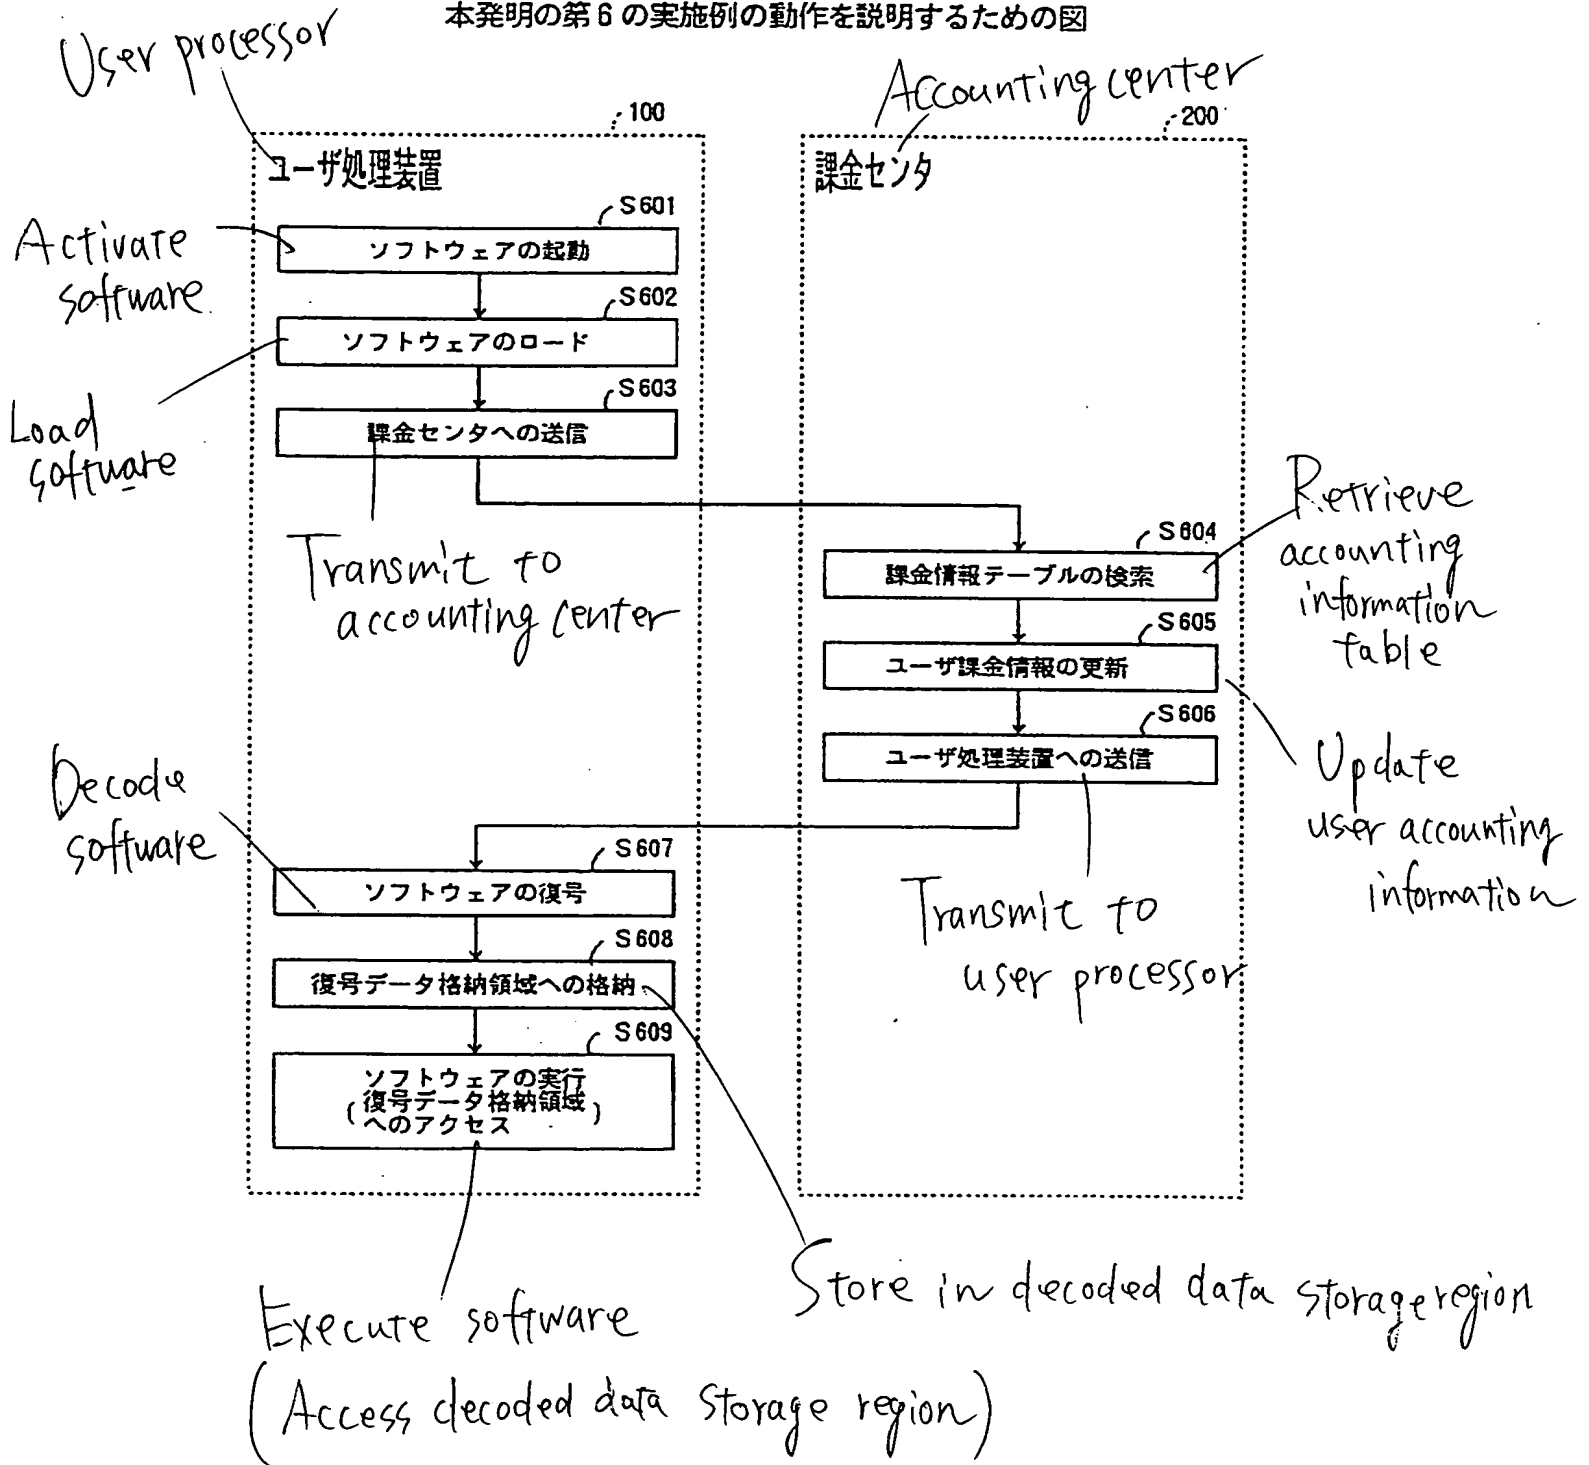 本発明の第6の実施例の動作を説明するための図
User processor
Accounting center
100
200
ユーザ処理装置
課金センタ
S601
Activate
software
ソフトウェアの起動
S602
ソフトウェアのロード
Load
software
S603
課金センタへの送信
Transmit to
accounting center
S604
課金情報テーブルの検索
Retrieve
accounting
information
table
S605
ユーザ課金情報の更新
Update
user accounting
information
S606
ユーザ処理装置への送信
Transmit to
user processor
Decode
software
S607
ソフトウェアの復号
S608
復号データ格納領域への格納
S609
ソフトウェアの実行
(復号データ格納領域)
へのアクセス
Store in decoded data storage region
Execute software
(Access decoded data storage region)